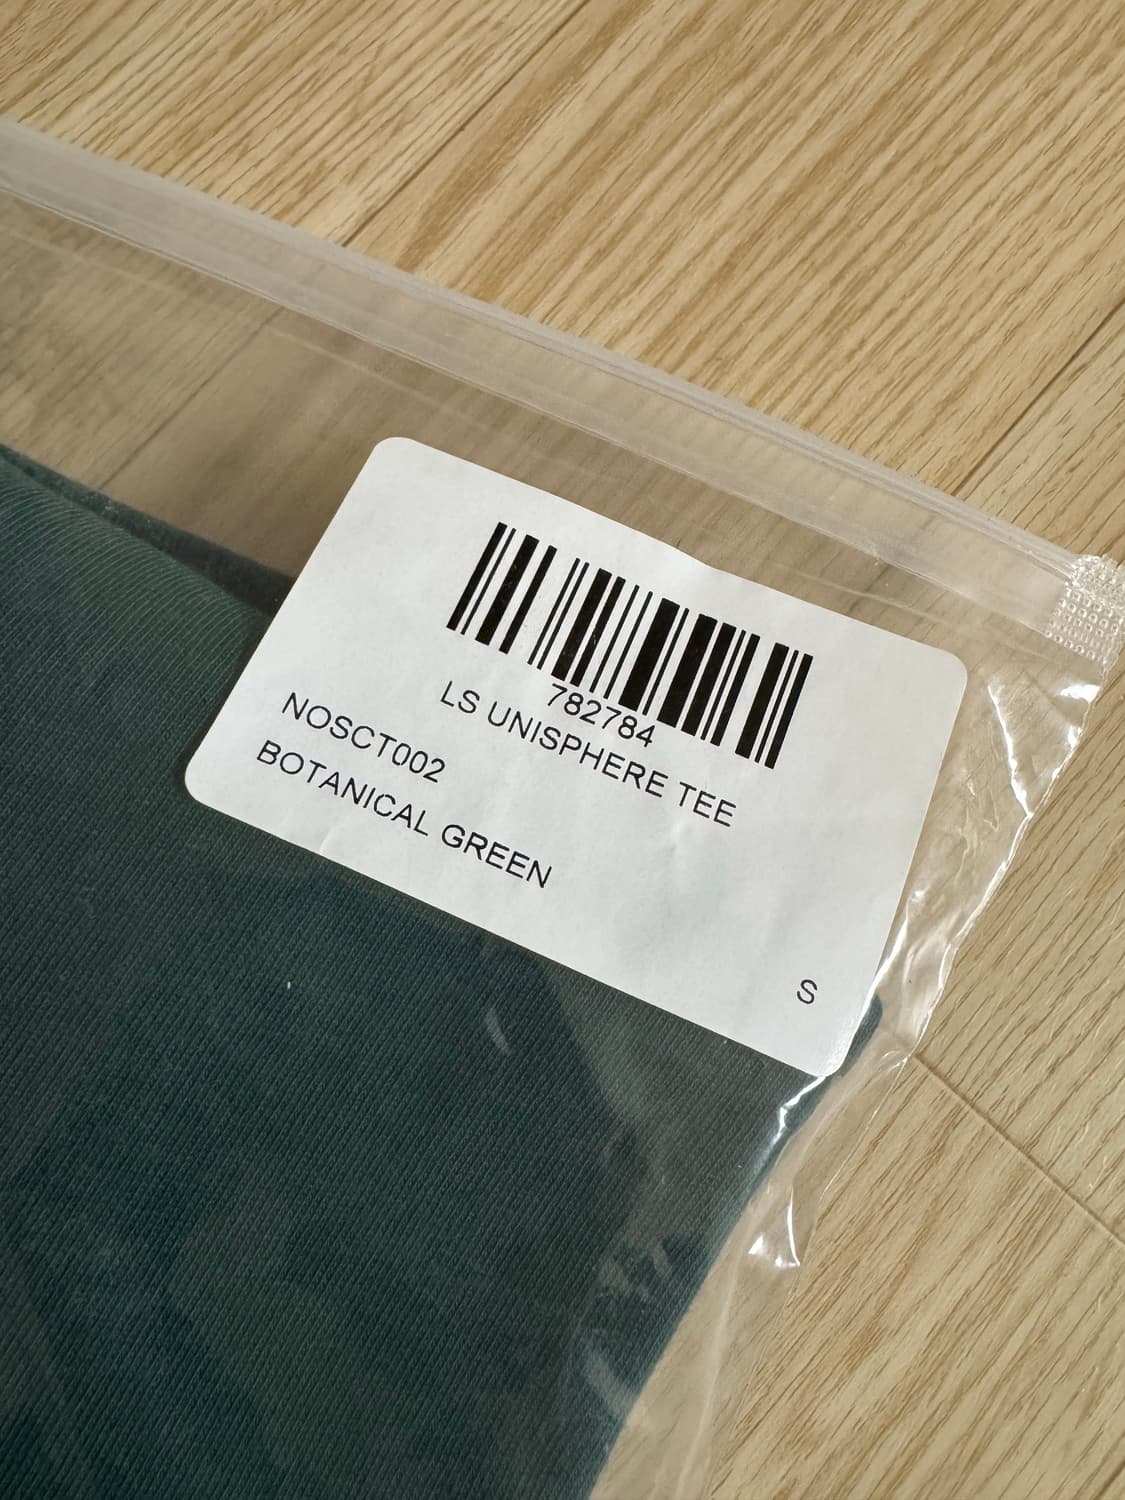 782784
LS UNISPHERE TEE
NOSCT002
BOTANICAL GREEN
S